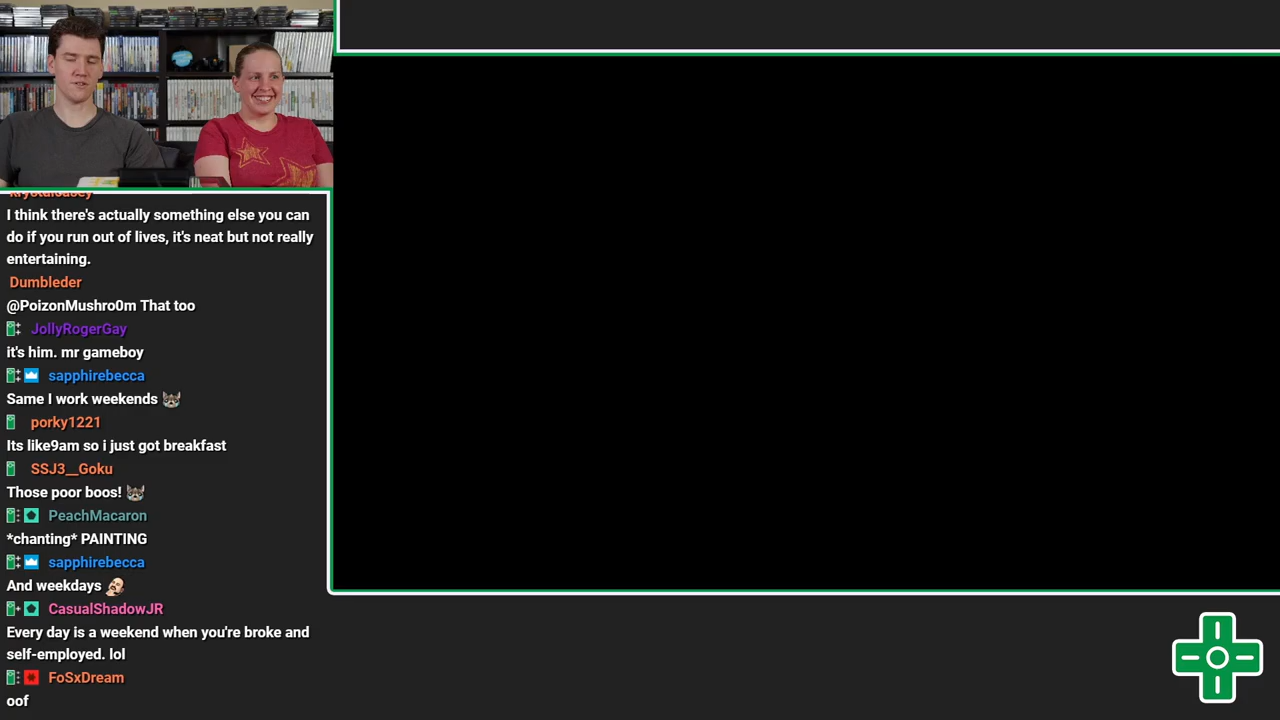 I think there's actually something else you can
do if you run out of lives, it's neat but not really
entertaining.
Dumbleder
@PoizonMushro0m That too
JollyRogerGay
it's him. mr gameboy
sapphirebecca
Same I work weekends
porky1221
Its like9am so i just got breakfast
SSJ3__Goku
Those poor boos!
PeachMacaron
*chanting* PAINTING
sapphirebecca
And weekdays
CasualShadowJR
Every day is a weekend when you're broke and
self-employed. lol
FoSxDream
oof